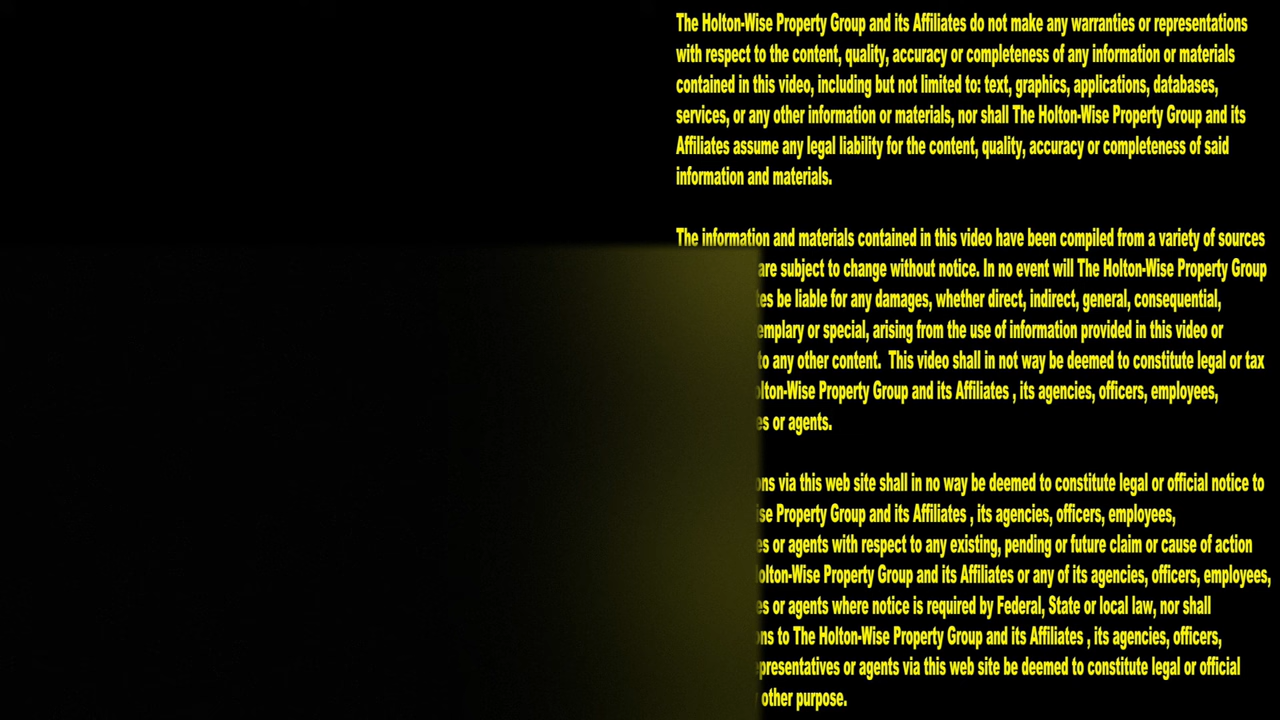 The Holton-Wise Property Group and its Affiliates do not make any warranties or representations
with respect to the content, quality, accuracy or completeness of any information or materials
contained in this video, including but not limited to: text, graphics, applications, databases,
services, or any other information or materials, nor shall The Holton-Wise Property Group and its
Affiliates assume any legal liability for the content, quality, accuracy or completeness of said
information and materials.
The information and materials contained in this video have been compiled from a variety of sources
are subject to change without notice. In no event will The Holton-Wise Property Group
be liable for any damages, whether direct, indirect, general, consequential,
or special, arising from the use of information provided in this video or
to any other content. This video shall in not way be deemed to constitute legal or tax
Property Group and its Affiliates , its agencies, officers, employees,
or agents.
via this web site shall in no way be deemed to constitute legal or official notice to
Property Group and its Affiliates , its agencies, officers, employees,
or agents with respect to any existing, pending or future claim or cause of action
Property Group and its Affiliates or any of its agencies, officers, employees,
or agents where notice is required by Federal, State or local law, nor shall
to The Holton-Wise Property Group and its Affiliates , its agencies, officers,
or agents via this web site be deemed to constitute legal or official
other purpose.